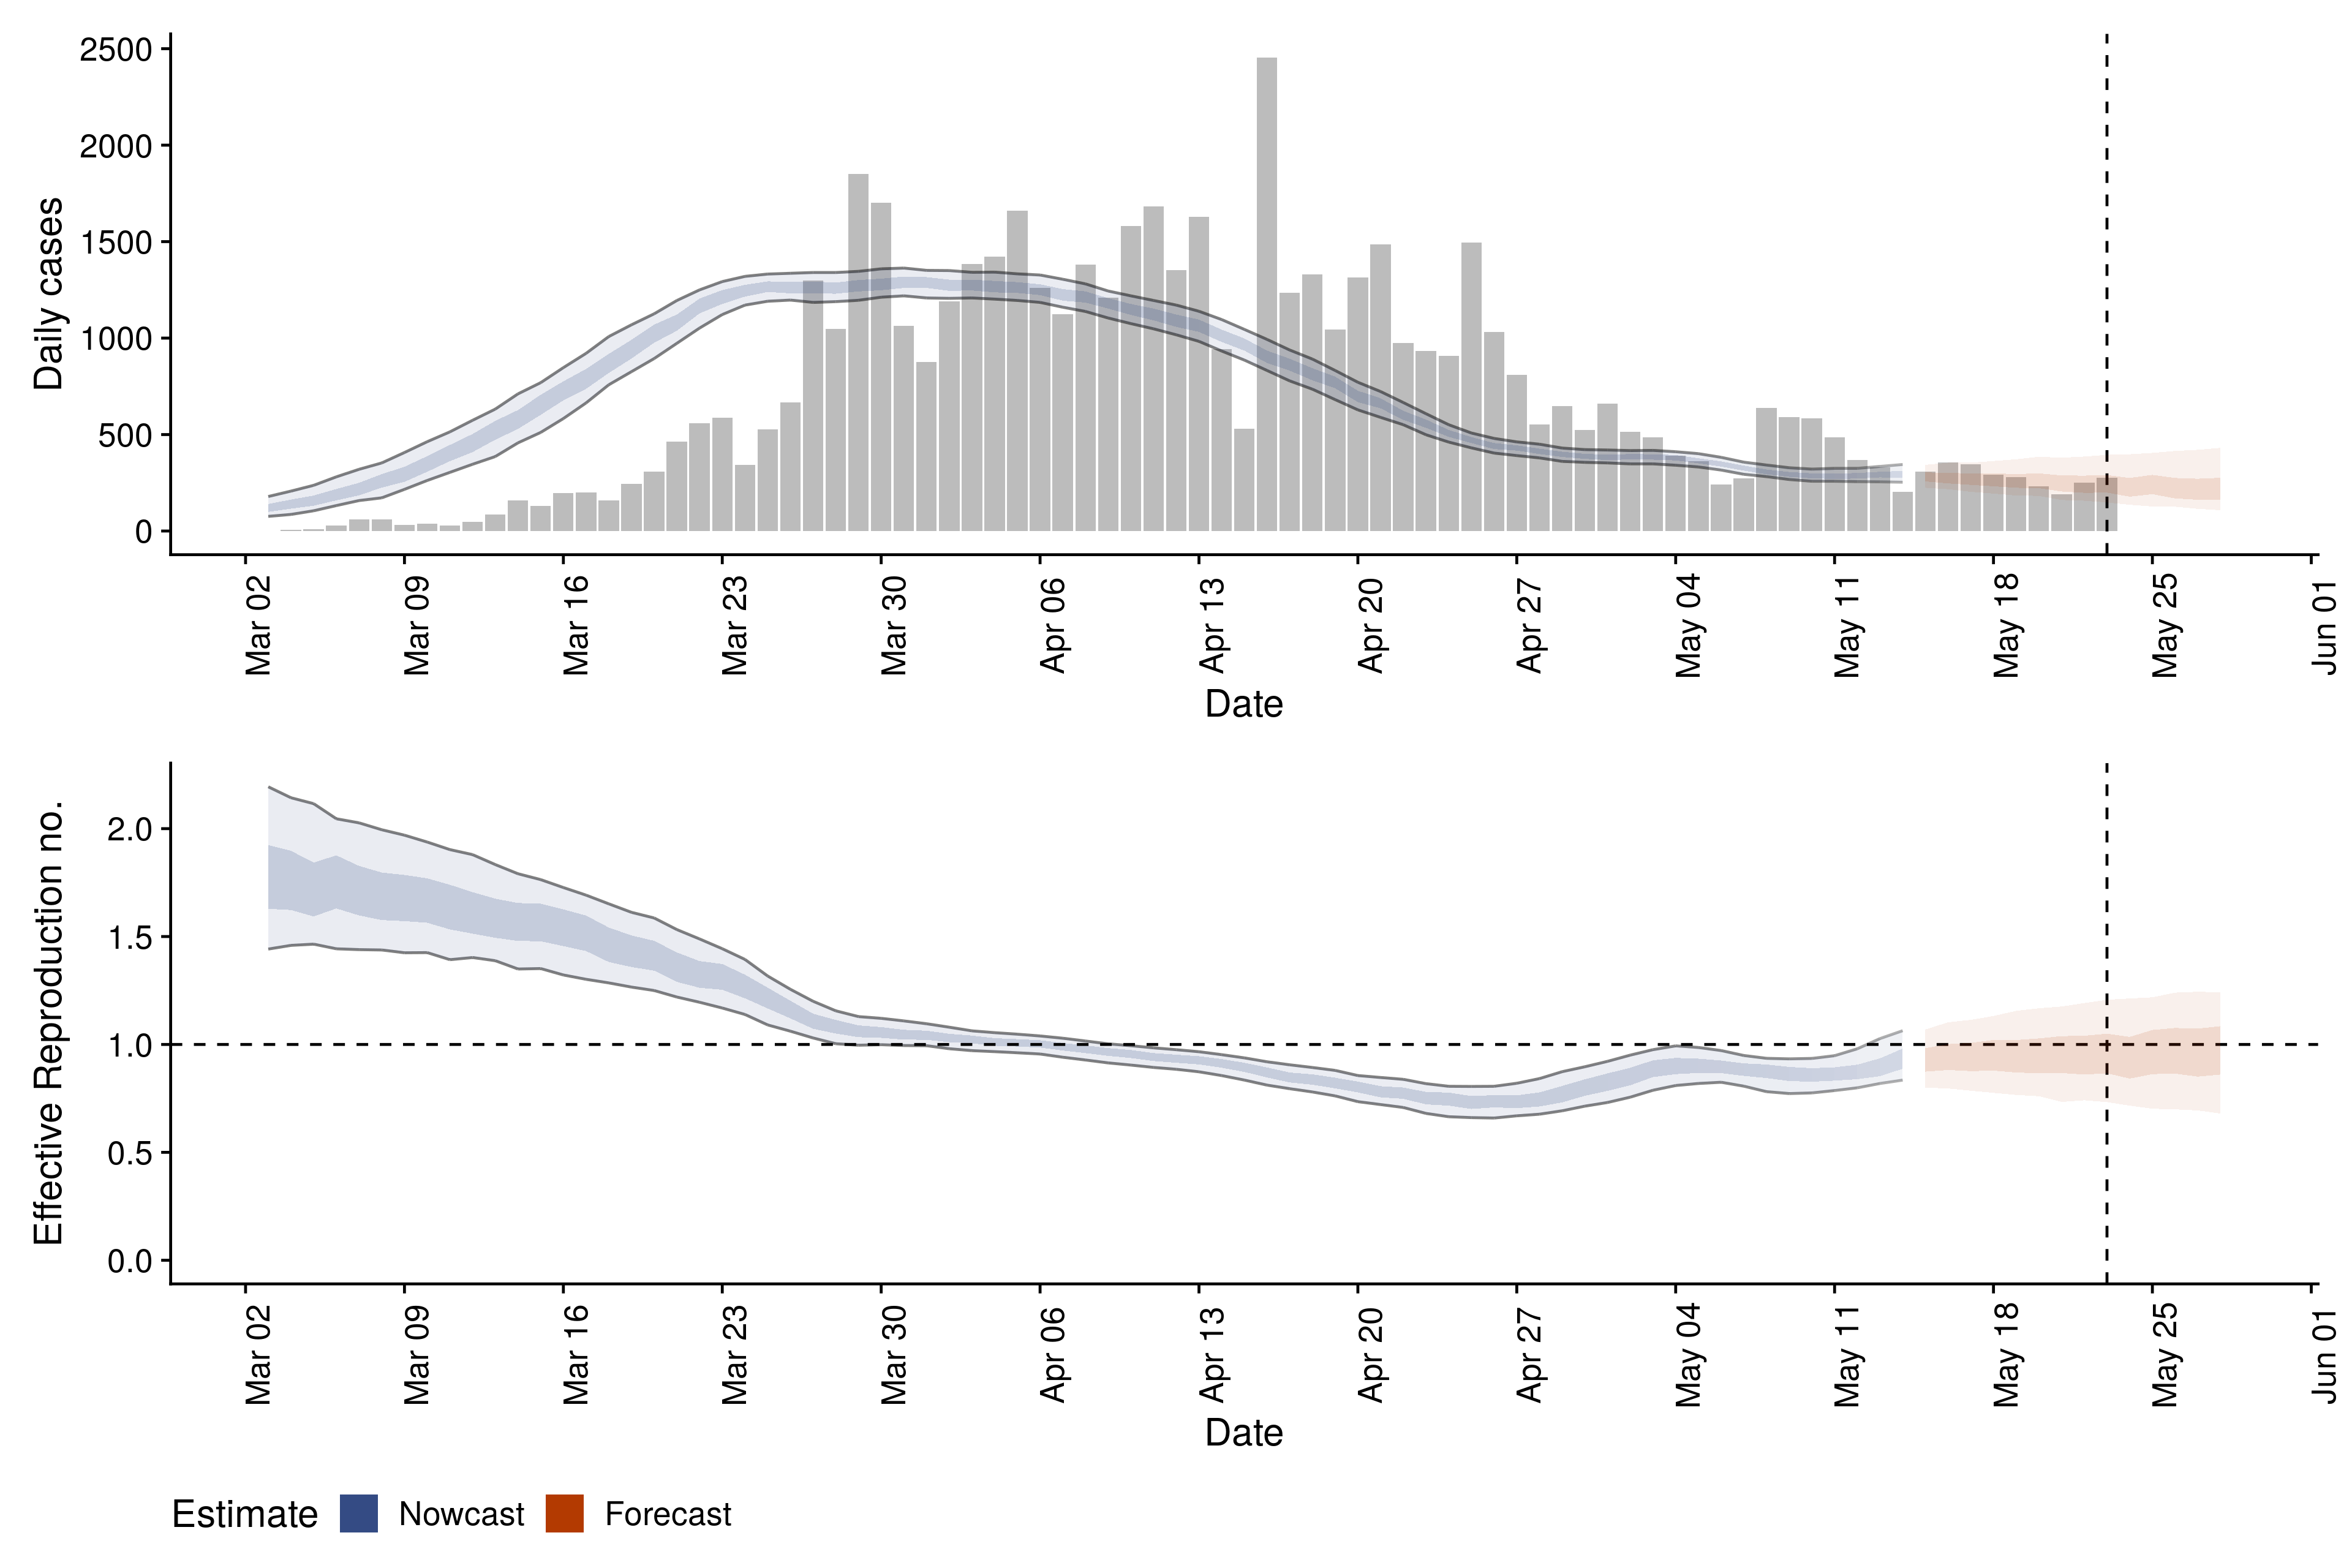 Daily cases
2500
2000
1500
1000
500
0
Mar 02
Mar 09
Mar 16
Mar 23
Mar 30
Apr 06
Apr 13
Apr 20
Apr 27
May 04
May 11
May 18
May 25
Jun 01
Date
Effective Reproduction no.
2.0
1.5
1.0
0.5
0.0
Mar 02
Mar 09
Mar 16
Mar 23
Mar 30
Apr 06
Apr 13
Apr 20
Apr 27
May 04
May 11
May 18
May 25
Jun 01
Date
Estimate Nowcast Forecast